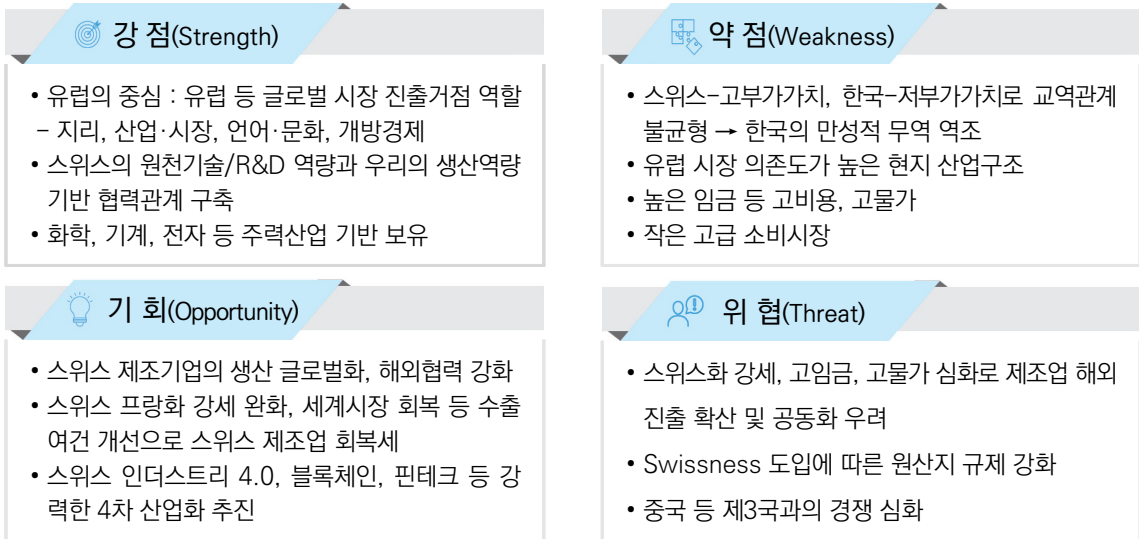 강 점(Strength)
• 유럽의 중심 : 유럽 등 글로벌 시장 진출거점 역할
- 지리, 산업·시장, 언어·문화, 개방경제
• 스위스의 원천기술/R&D 역량과 우리의 생산역량
기반 협력관계 구축
• 화학, 기계, 전자 등 주력산업 기반 보유
약 점(Weakness)
• 스위스-고부가가치, 한국-저부가가치로 교역관계
불균형 → 한국의 만성적 무역 역조
• 유럽 시장 의존도가 높은 현지 산업구조
• 높은 임금 등 고비용, 고물가
• 작은 고급 소비시장
기 회(Opportunity)
• 스위스 제조기업의 생산 글로벌화, 해외협력 강화
• 스위스 프랑화 강세 완화, 세계시장 회복 등 수출
여건 개선으로 스위스 제조업 회복세
• 스위스 인더스트리 4.0, 블록체인, 핀테크 등 강
력한 4차 산업화 추진
위 협(Threat)
• 스위스화 강세, 고임금, 고물가 심화로 제조업 해외
진출 확산 및 공동화 우려
• Swissness 도입에 따른 원산지 규제 강화
• 중국 등 제3국과의 경쟁 심화